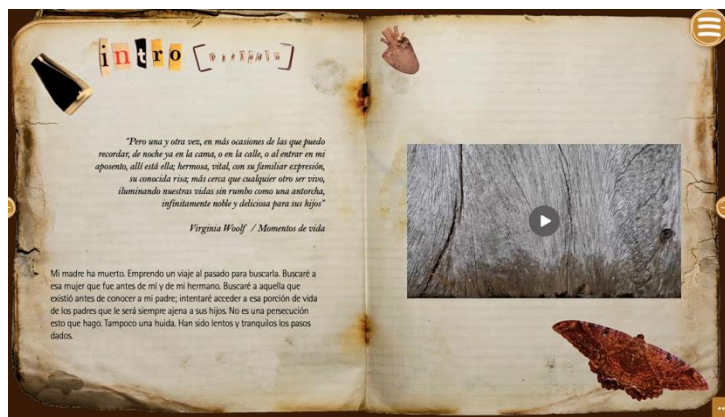 intro [Prefacio]
"Pero una y otra vez, en más ocasiones de las que puedo
recordar, de noche ya en la cama, o en la calle, o al entrar en mi
aposento, allí está ella; hermosa, vital, con su familiar expresión,
su conocida risa; más cerca que cualquier otro ser vivo,
iluminando nuestras vidas sin rumbo como una antorcha,
infinitamente noble y deliciosa para sus hijos"
Virginia Woolf / Momentos de vida
Mi madre ha muerto. Emprendo un viaje al pasado para buscarla. Buscaré a
esa mujer que fue antes de mí y de mi hermano. Buscaré a aquella que
existió antes de conocer a mi padre; intentaré acceder a esa porción de vida
de los padres que le será siempre ajena a sus hijos. No es una persecución
esto que hago. Tampoco una huida. Han sido lentos y tranquilos los pasos
dados.